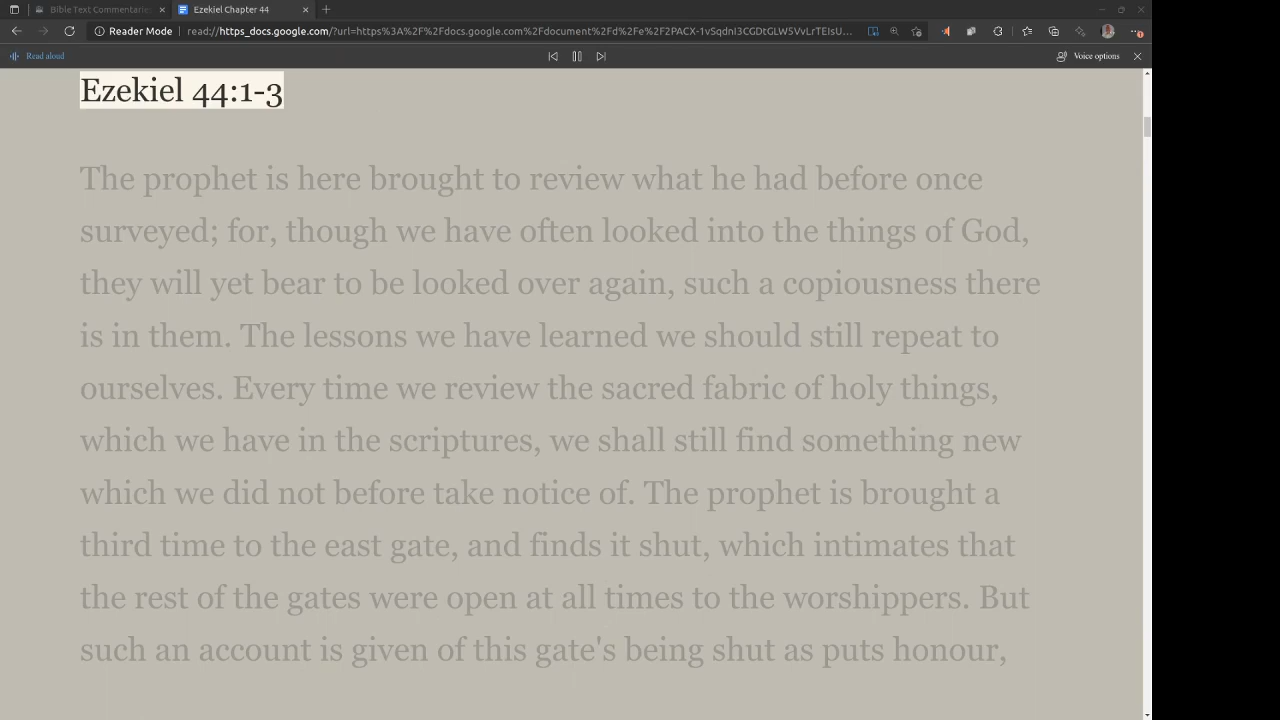 Bible Text Commentaries
Ezekiel Chapter 44
Reader Mode
read://https_docs.google.com/?url=https%3A%2F%2Fdocs.google.com%2Fdocument%2Fd%2Fe%2F2PACX-1vSqdnI3CGDtGLW5VvLrTEIsU...
Read aloud
Voice options
Ezekiel 44:1-3
The prophet is here brought to review what he had before once
surveyed; for, though we have often looked into the things of God,
they will yet bear to be looked over again, such a copiousness there
is in them. The lessons we have learned we should still repeat to
ourselves. Every time we review the sacred fabric of holy things,
which we have in the scriptures, we shall still find something new
which we did not before take notice of. The prophet is brought a
third time to the east gate, and finds it shut, which intimates that
the rest of the gates were open at all times to the worshippers. But
such an account is given of this gate's being shut as puts honour,